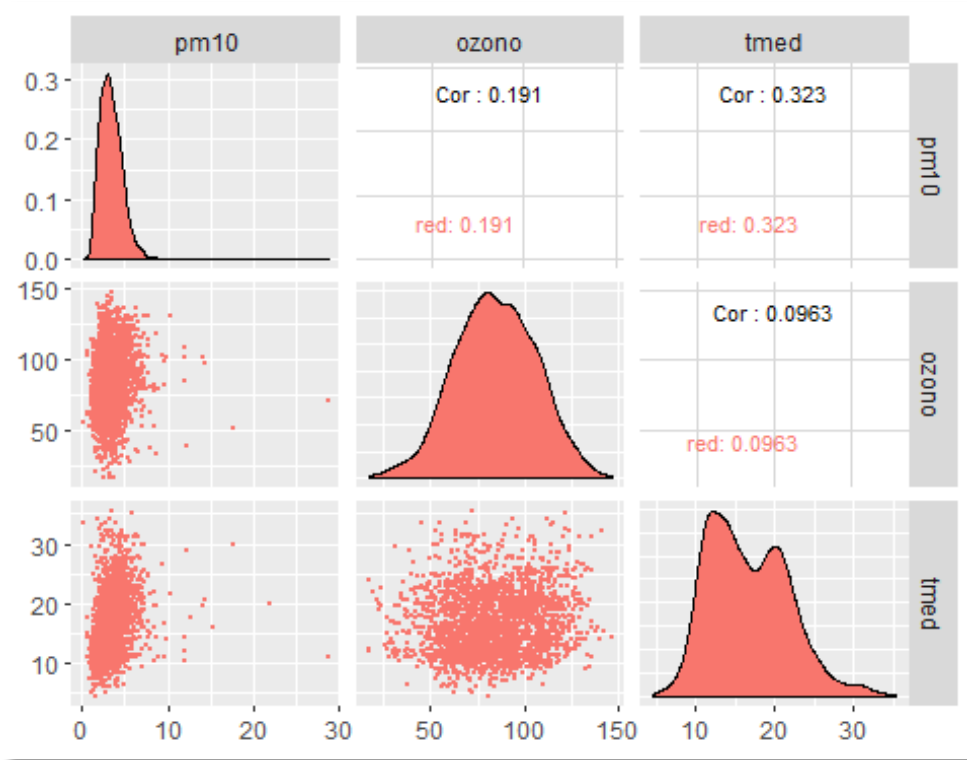 pm10 ozono tmed
0.3
0.2
0.1
0.0
Cor : 0.191
red: 0.191
Cor : 0.323
red: 0.323
pm10
150
100
50
Cor : 0.0963
red: 0.0963
ozono
30
20
10
tmed
0 10 20 30 50 100 150 10 20 30